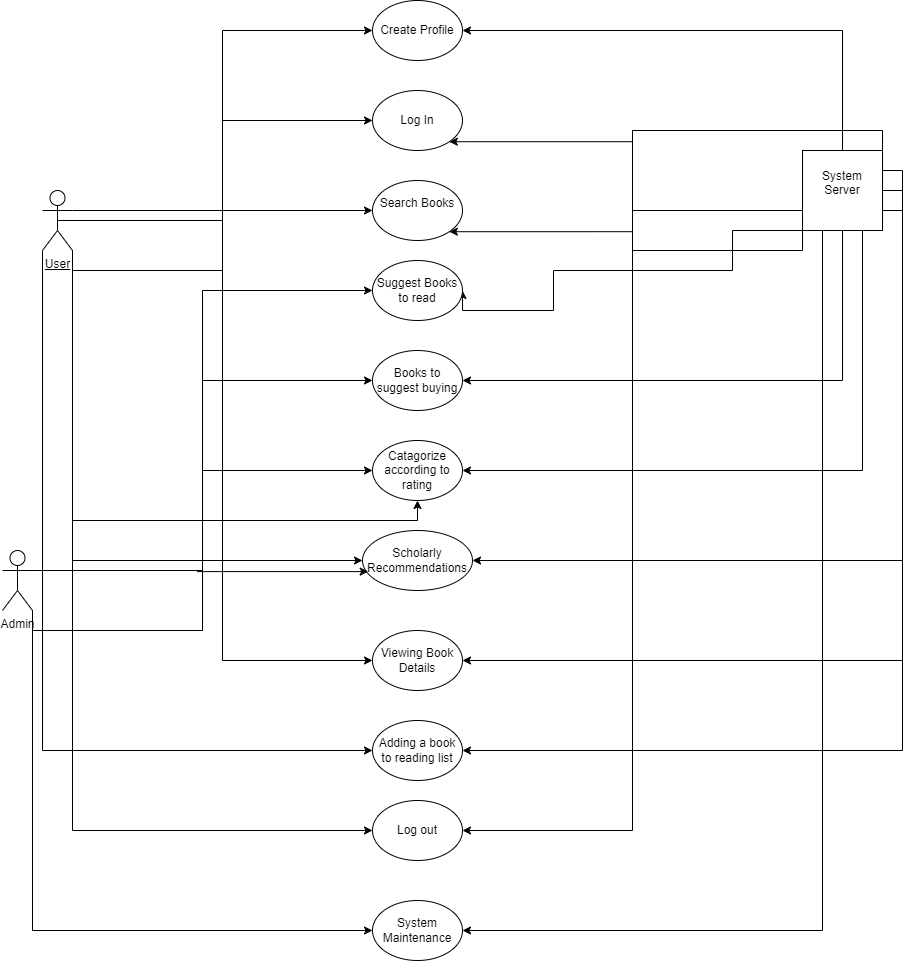 Create Profile
Log In
System
Server
Search Books
User
Suggest Books
to read
Books to
suggest buying
Catagorize
according to
rating
Scholarly
Recommendations
Admin
Viewing Book
Details
Adding a book
to reading list
Log out
System
Maintenance